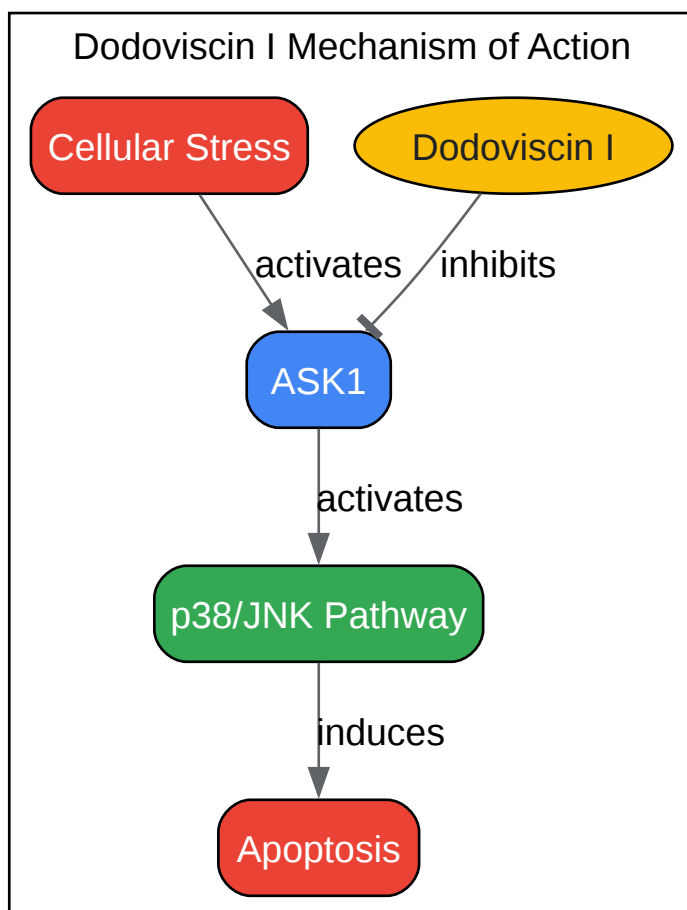 Dodoviscin I Mechanism of Action
Cellular Stress
Dodoviscin I
activates
inhibits
ASK1
activates
p38/JNK Pathway
induces
Apoptosis